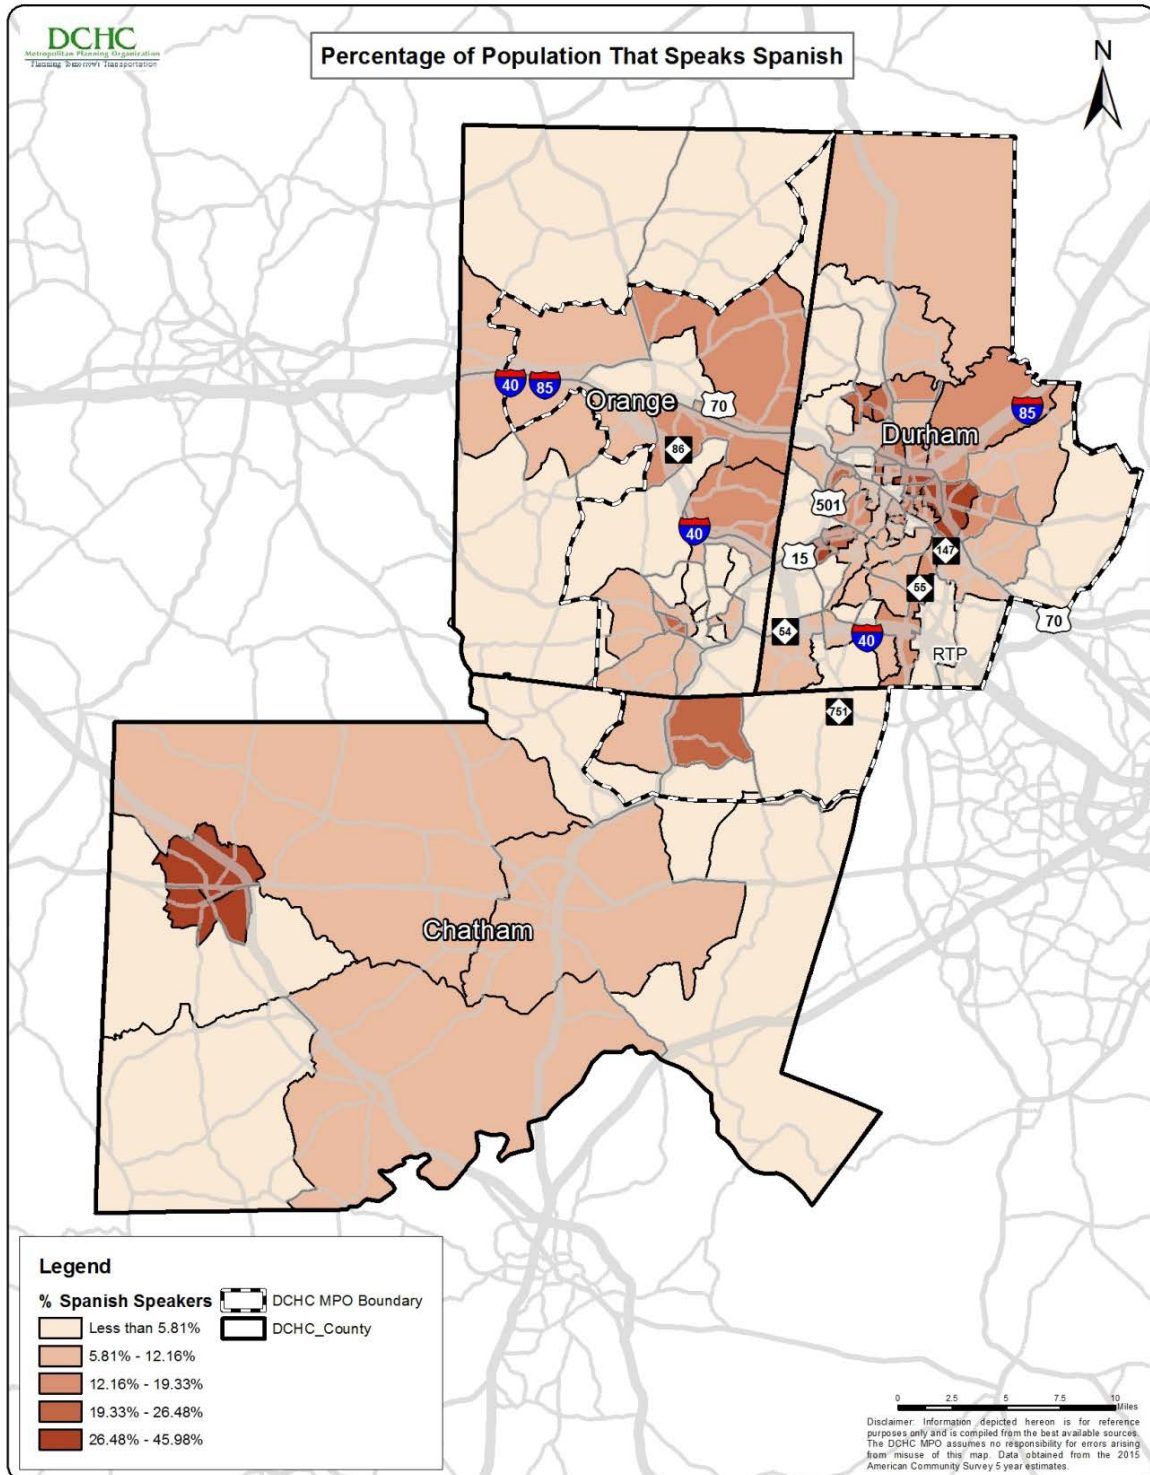 DCHC
Metropolitan Planning Organization
Planning Tomorrow's Transportation
Percentage of Population That Speaks Spanish
N
40
85
Orange
70
86
85
Durham
501
40
15
147
55
54
40
70
RTP
751
Chatham
Legend
% Spanish Speakers
Less than 5.81%
5.81% - 12.16%
12.16% - 19.33%
19.33% - 26.48%
26.48% - 45.98%
DCHC MPO Boundary
DCHC_County
0 2.5 5 7.5 10
Miles
Disclaimer: Information depicted hereon is for reference
purposes only and is compiled from the best available sources.
The DCHC MPO assumes no responsibility for errors arising
from misuse of this map. Data obtained from the 2015
American Community Survey 5 year estimates.